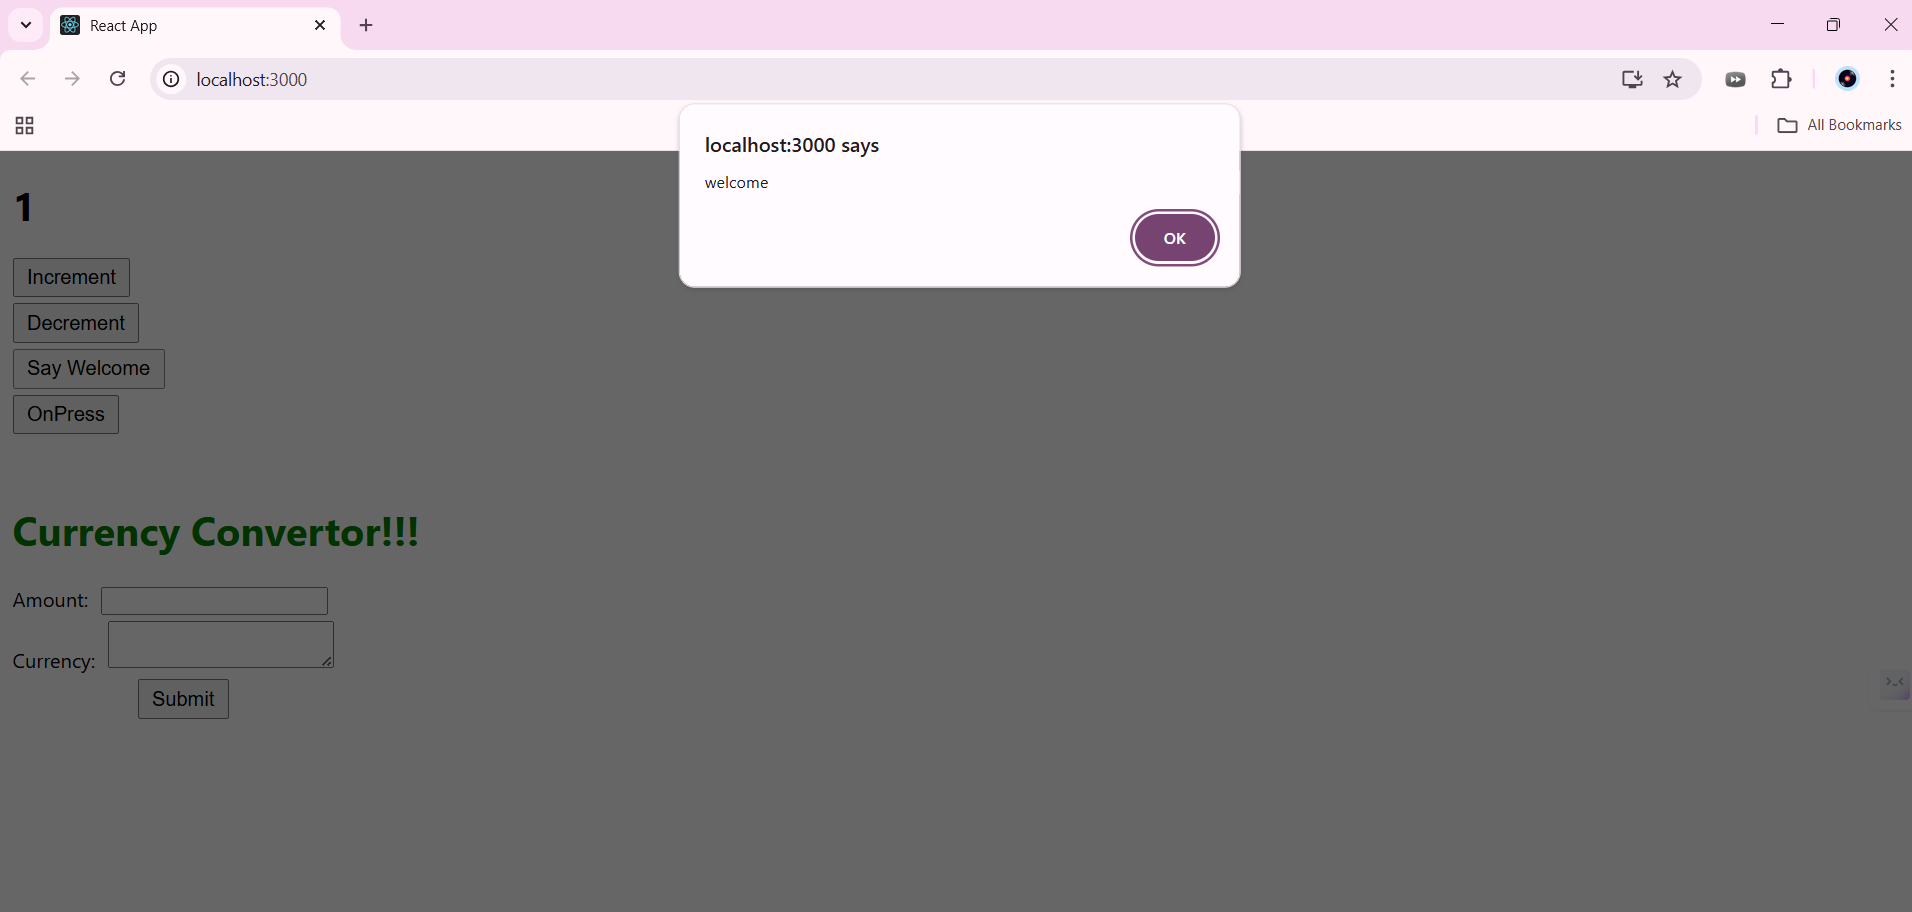 React App
localhost:3000
All Bookmarks
localhost:3000 says
welcome
OK
1
Increment
Decrement
Say Welcome
OnPress
Currency Convertor!!!
Amount:
Currency:
Submit